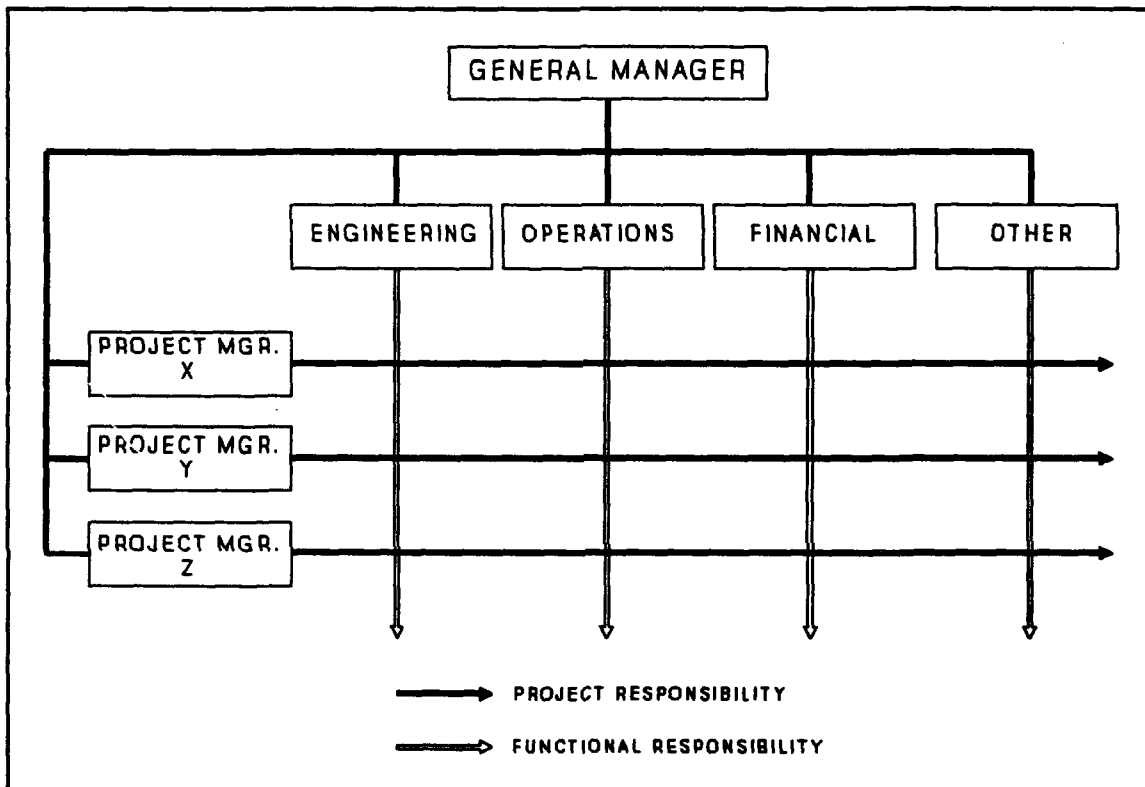 GENERAL MANAGER
ENGINEERING
OPERATIONS
FINANCIAL
OTHER
PROJECT MGR.
X
PROJECT MGR.
Y
PROJECT MGR.
Z
PROJECT RESPONSIBILITY
FUNCTIONAL RESPONSIBILITY